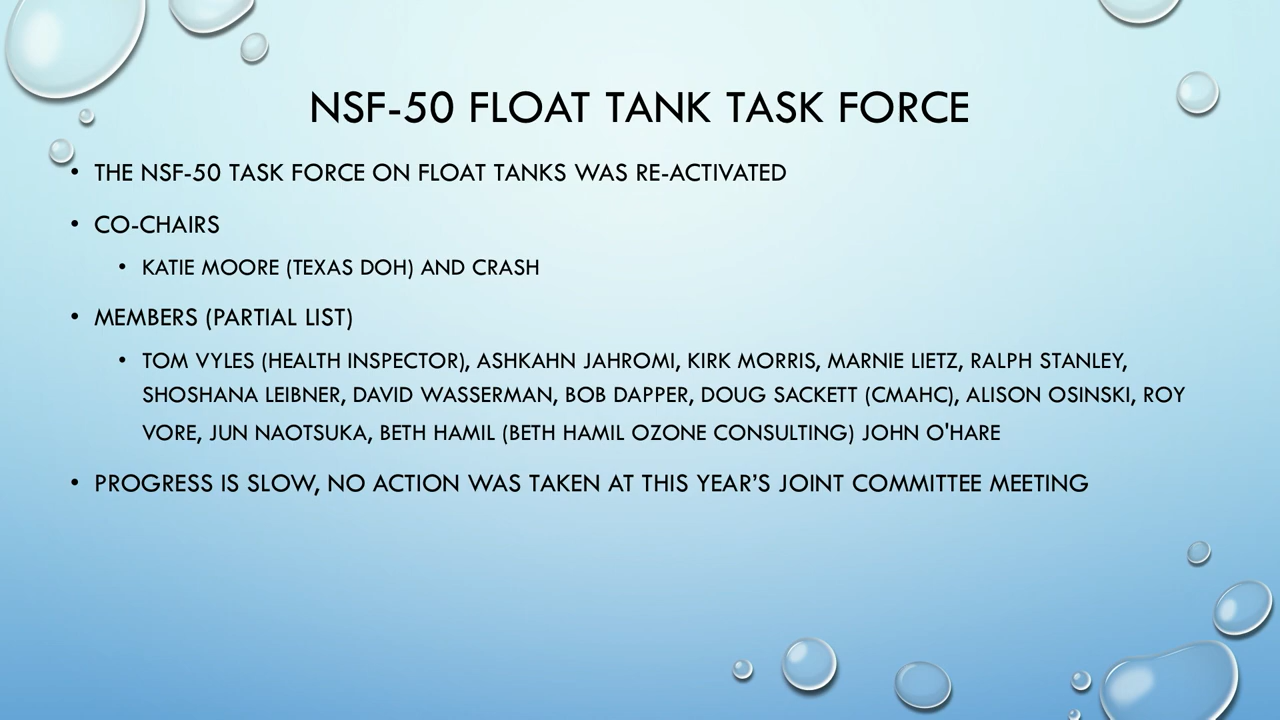 NSF-50 FLOAT TANK TASK FORCE
• THE NSF-50 TASK FORCE ON FLOAT TANKS WAS RE-ACTIVATED
• CO-CHAIRS
• KATIE MOORE (TEXAS DOH) AND CRASH
• MEMBERS (PARTIAL LIST)
• TOM VYLES (HEALTH INSPECTOR), ASHKAHN JAHROMI, KIRK MORRIS, MARNIE LIETZ, RALPH STANLEY,
SHOSHANA LEIBNER, DAVID WASSERMAN, BOB DAPPER, DOUG SACKETT (CMAHC), ALISON OSINSKI, ROY
VORE, JUN NAOTSUKA, BETH HAMIL (BETH HAMIL OZONE CONSULTING) JOHN O'HARE
• PROGRESS IS SLOW, NO ACTION WAS TAKEN AT THIS YEAR’S JOINT COMMITTEE MEETING